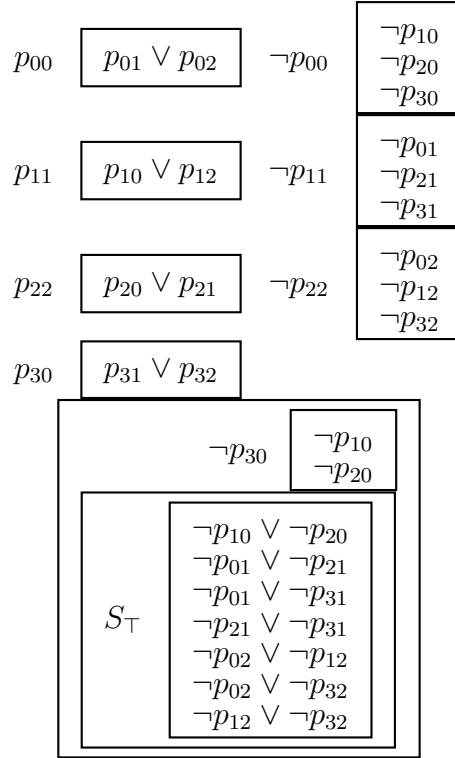 ¬p₁₀
p₀₀ p₀₁ ∨ p₀₂ ¬p₀₀ ¬p₂₀
¬p₃₀
¬p₀₁
p₁₁ p₁₀ ∨ p₁₂ ¬p₁₁ ¬p₂₁
¬p₃₁
¬p₀₂
p₂₂ p₂₀ ∨ p₂₁ ¬p₂₂ ¬p₁₂
¬p₃₂
p₃₀ p₃₁ ∨ p₃₂
¬p₁₀
¬p₃₀
¬p₂₀
¬p₁₀ ∨ ¬p₂₀
¬p₀₁ ∨ ¬p₂₁
¬p₀₁ ∨ ¬p₃₁
S⊤ ¬p₂₁ ∨ ¬p₃₁
¬p₀₂ ∨ ¬p₁₂
¬p₀₂ ∨ ¬p₃₂
¬p₁₂ ∨ ¬p₃₂